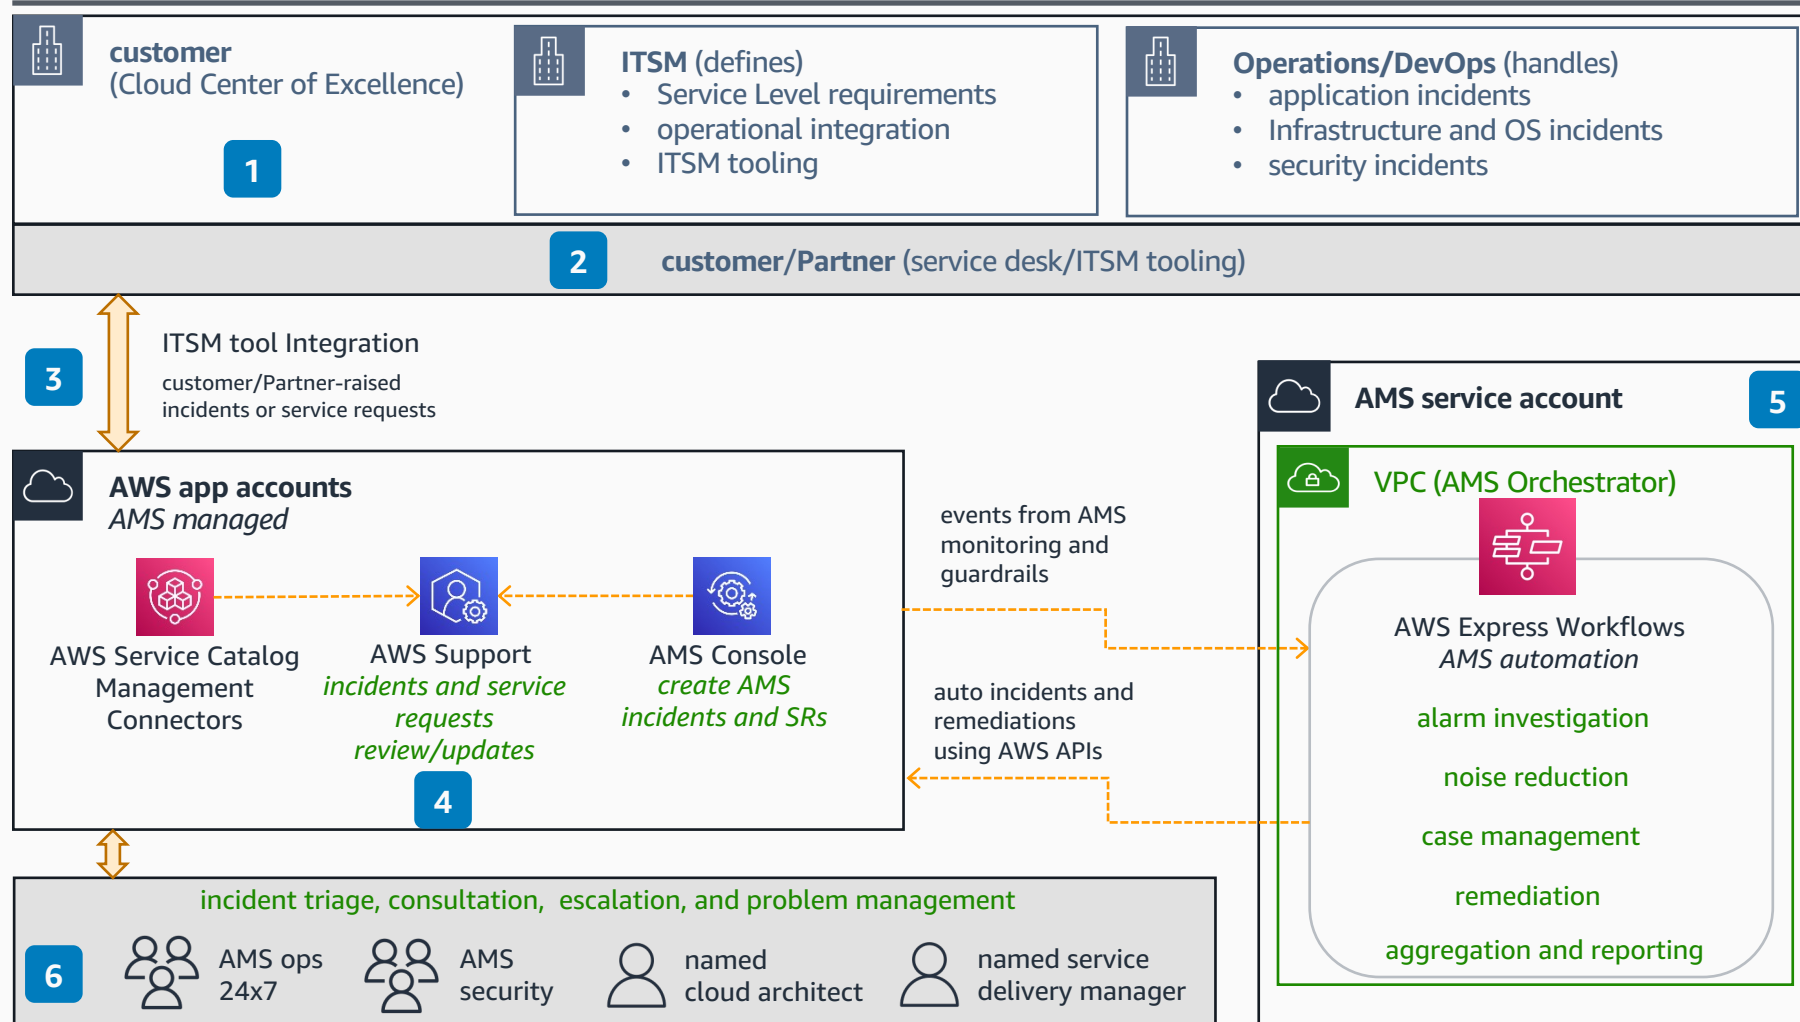 customer
(Cloud Center of Excellence)
1
ITSM (defines)
• Service Level requirements
• operational integration
• ITSM tooling
Operations/DevOps (handles)
• application incidents
• Infrastructure and OS incidents
• security incidents
2
customer/Partner (service desk/ITSM tooling)
3
ITSM tool Integration
customer/Partner-raised
incidents or service requests
AWS app accounts
AMS managed
AWS Service Catalog
Management
Connectors
AWS Support
incidents and service
requests
review/updates
AMS Console
create AMS
incidents and SRs
4
events from AMS
monitoring and
guardrails
auto incidents and
remediations
using AWS APIs
AMS service account
5
VPC (AMS Orchestrator)
AWS Express Workflows
AMS automation
alarm investigation
noise reduction
case management
remediation
aggregation and reporting
incident triage, consultation, escalation, and problem management
6
AMS ops
24x7
AMS
security
named
cloud architect
named service
delivery manager